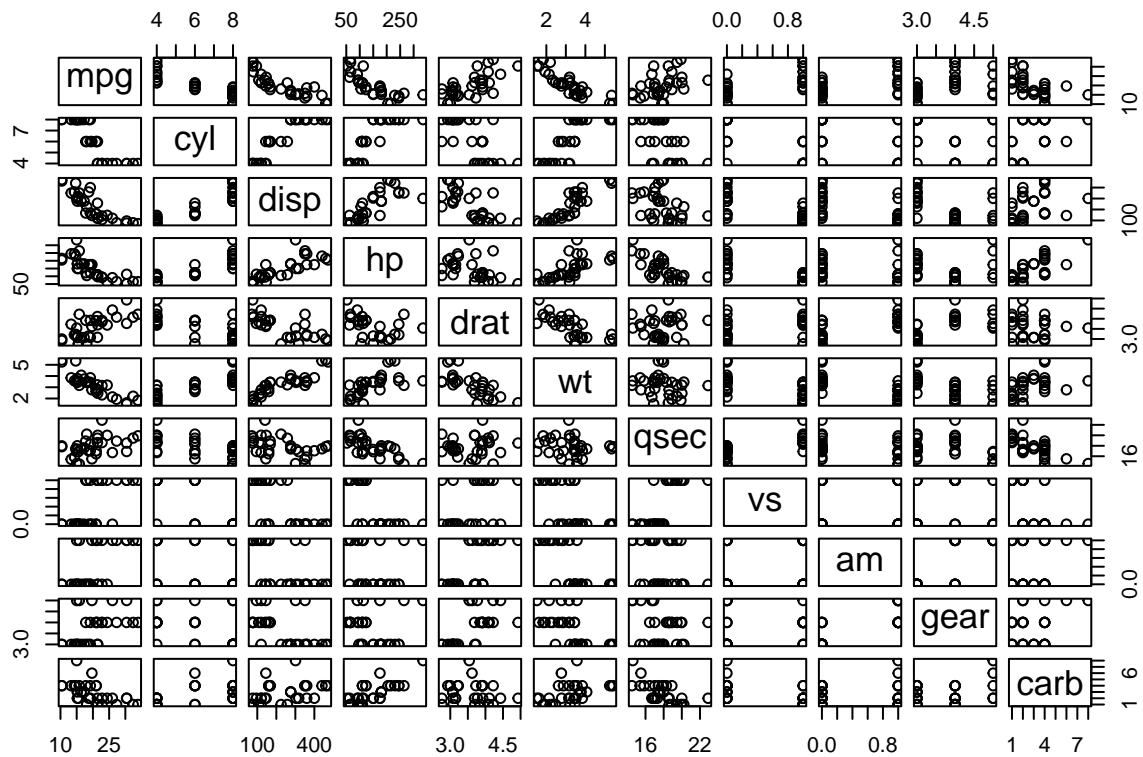 4 6 8 50 250 2 4 0.0 0.8 3.0 4.5
mpg 10
7 4 cyl
disp 100
50 hp
drat 3.0
5 2 wt
qsec 16
0.0 vs
am 0.0
3.0 gear
carb 6 1
10 25 100 400 3.0 4.5 16 22 0.0 0.8 1 4 7